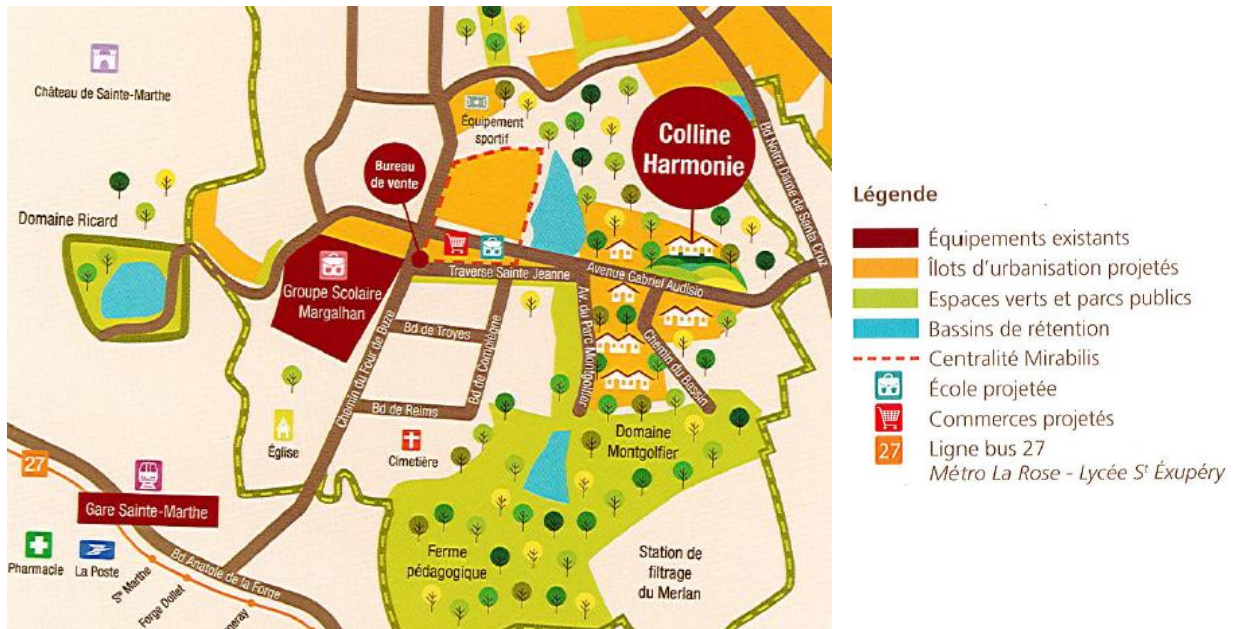 Château de Sainte-Marthe
Équipement
sportif
Colline
Harmonie
Bd Notre Dame de Santa Cruz
Bureau
de vente
Domaine Ricard
Groupe Scolaire
Margalhan
Traverse Sainte Jeanne
Avenue Gabriel Audisio
Bd de Troyes
Bd de Compiègne
Av. du Parc Montgolfier
Chemin du Bassin
Chemin du Four de Buze
Bd de Reims
Église
Cimetière
Domaine
Montgolfier
27
Gare Sainte-Marthe
Pharmacie
La Poste
Bd Anatole de la Forge
Ste Marthe
Forge Dollet
Ferme
pédagogique
Station de
filtrage
du Merlan
Légende
Équipements existants
Îlots d'urbanisation projetés
Espaces verts et parcs publics
Bassins de rétention
Centralité Mirabilis
École projetée
Commerces projetés
27
Ligne bus 27
Métro La Rose - Lycée St Éxupéry